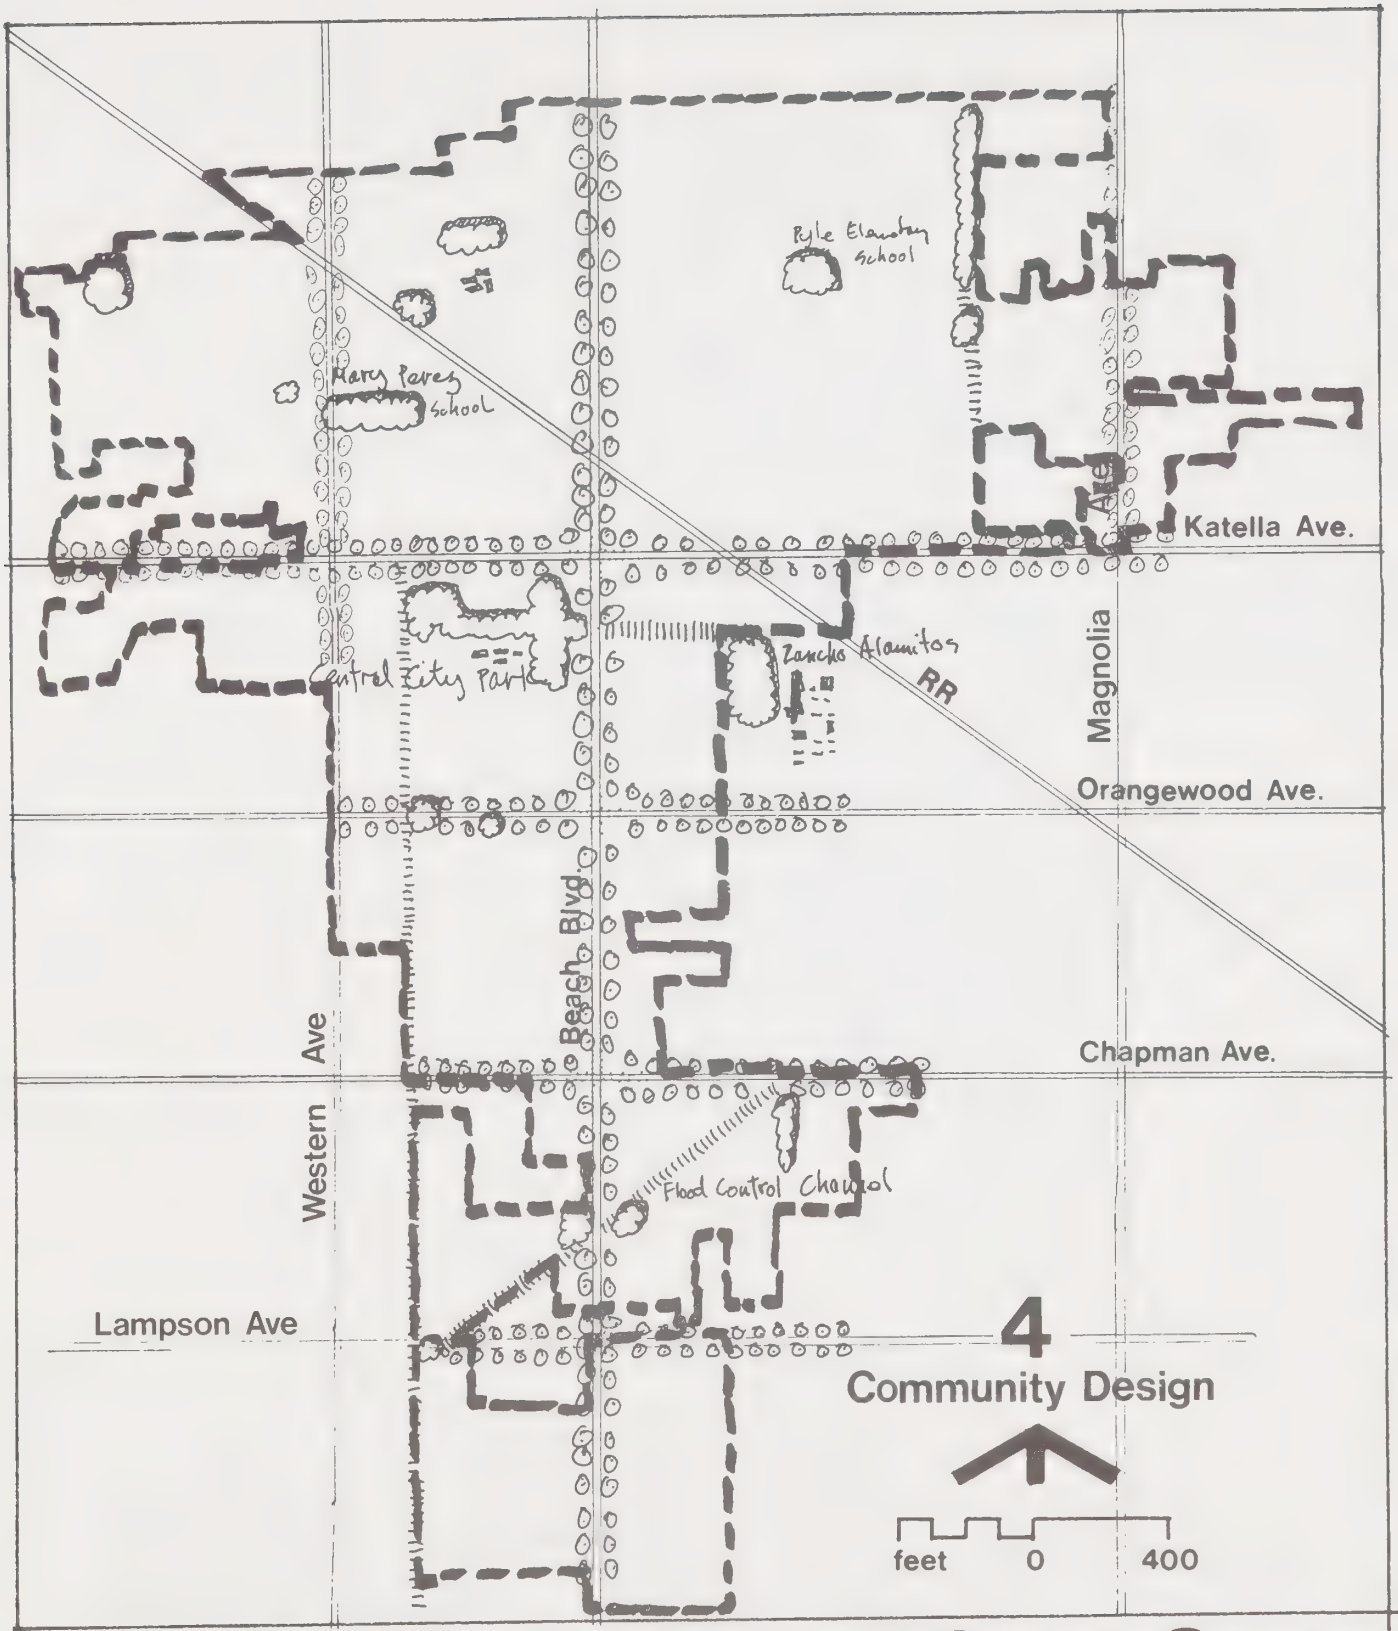 Pyle Elementary
School
Mary Perez
School
Ave
Katella Ave.
Magnolia
Rancho Alamitos
Central City Park
RR
Orangewood Ave.
Beach Blvd.
Western Ave
Chapman Ave.
Flood Control Channel
Lampson Ave
4
Community Design
feet 0 400